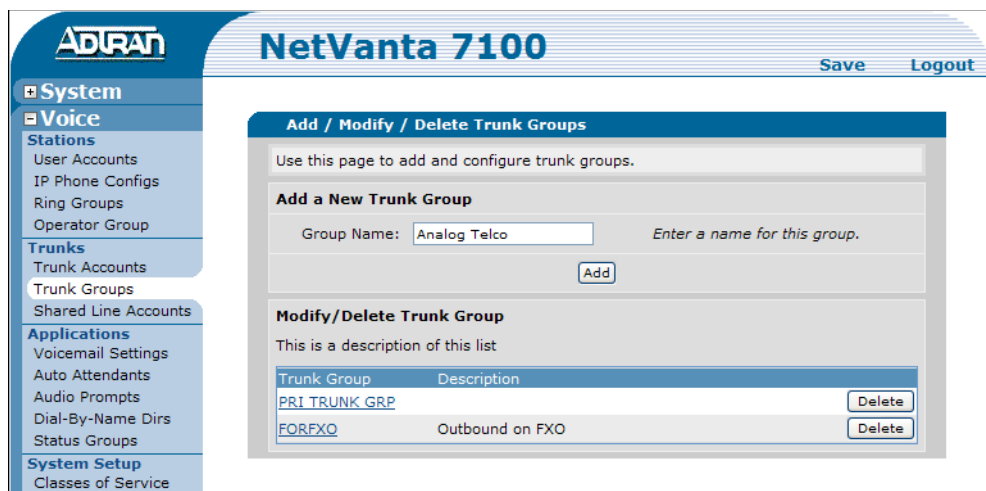 ADTRAN
NetVanta 7100
Save Logout
System
Voice
Stations
User Accounts
IP Phone Configs
Ring Groups
Operator Group
Trunks
Trunk Accounts
Trunk Groups
Shared Line Accounts
Applications
Voicemail Settings
Auto Attendants
Audio Prompts
Dial-By-Name Dirs
Status Groups
System Setup
Classes of Service
Add / Modify / Delete Trunk Groups
Use this page to add and configure trunk groups.
Add a New Trunk Group
Group Name: Analog Telco Enter a name for this group.
Add
Modify/Delete Trunk Group
This is a description of this list
Trunk Group Description
PRI TRUNK GRP Delete
FORFXO Outbound on FXO Delete